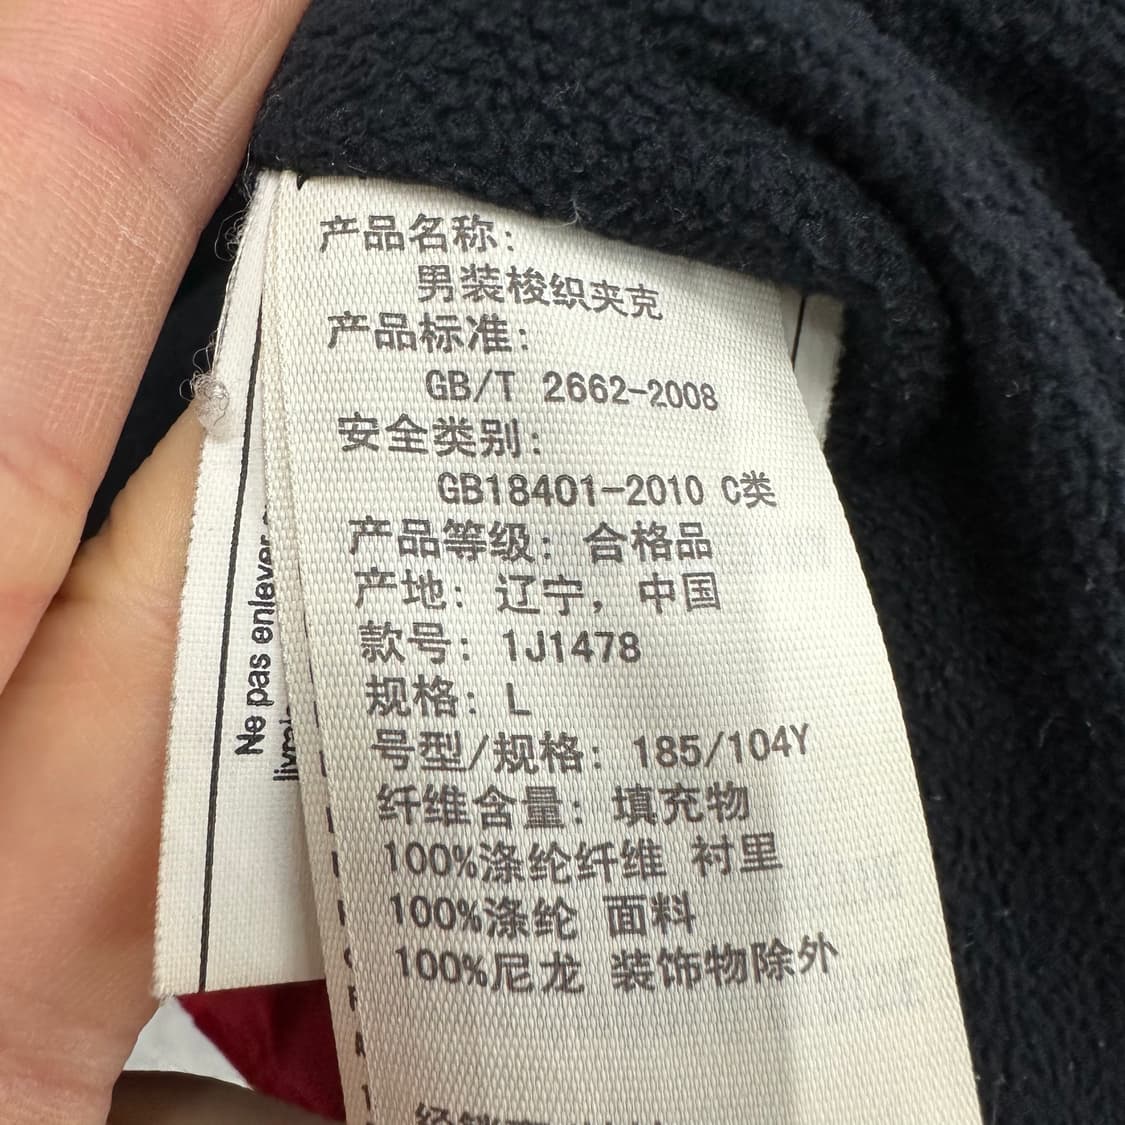 产品名称:
男装梭织夹克
产品标准:
GB/T 2662-2008
安全类别:
GB18401-2010 C类
产品等级: 合格品
产地: 辽宁, 中国
款号: 1J1478
规格: L
号型/规格: 185/104Y
纤维含量: 填充物
100%涤纶纤维 衬里
100%涤纶 面料
100%尼龙 装饰物除外
Ne pas enlever